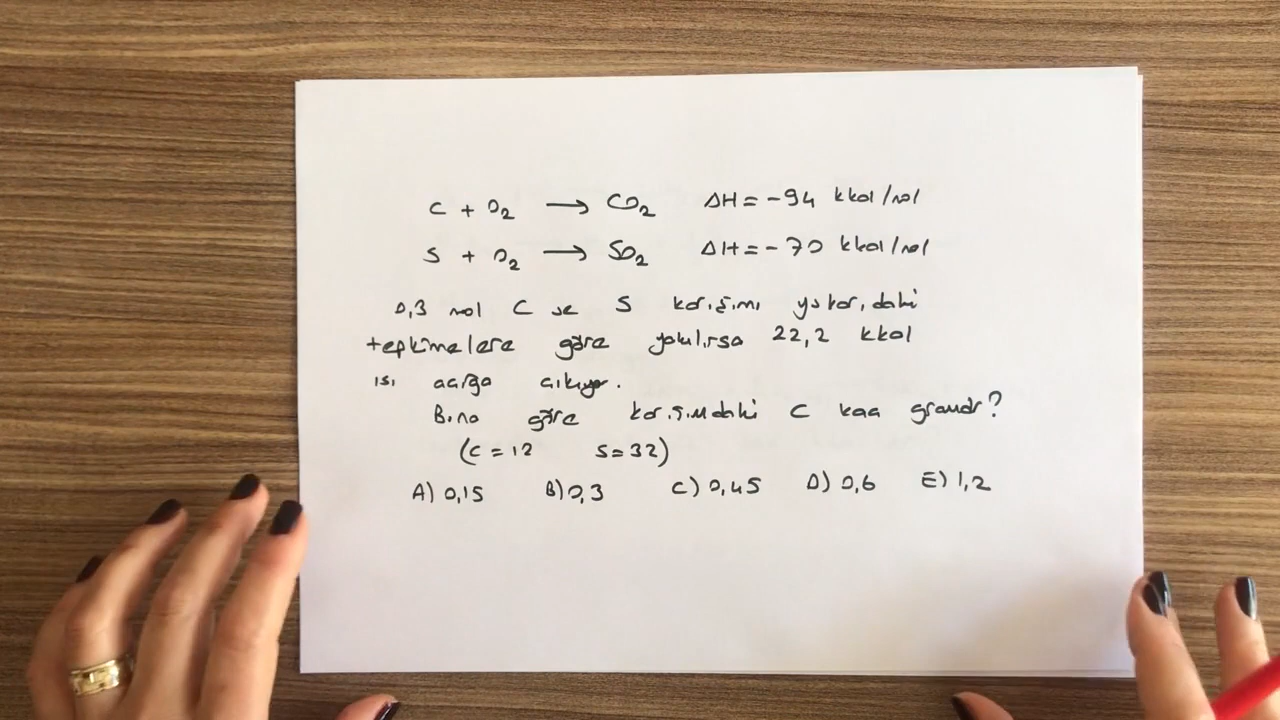 C + O₂ → CO₂ ΔH = -94 kkal/mol
S + O₂ → SO₂ ΔH = -70 kkal/mol
0,3 mol C ve S karışımı yukarıdaki
tepkimelere göre yakılırsa 22,2 kkal
ısı açığa çıkıyor.
Buna göre karışımdaki C kaç gramdır?
(C = 12 S = 32)
A) 0,15 B) 0,3 C) 0,45 D) 0,6 E) 1,2